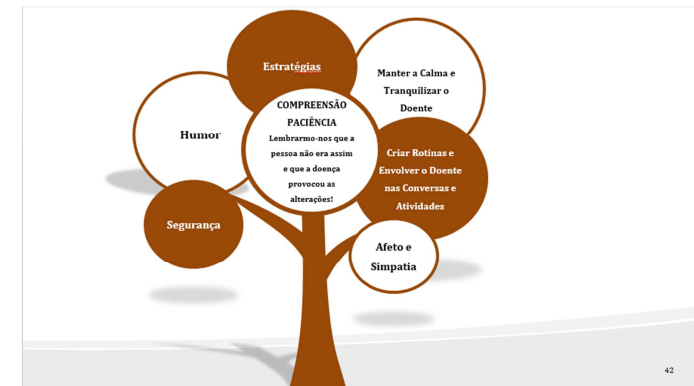 Estratégias
Manter a Calma e
Tranquilizar o
Doente
COMPREENSÃO
PACIÊNCIA
Lembrarmo-nos que a
pessoa não era assim
e que a doença
provocou as
alterações!
Humor
Criar Rotinas e
Envolver o Doente
nas Conversas e
Atividades
Segurança
Afeto e
Simpatia
42